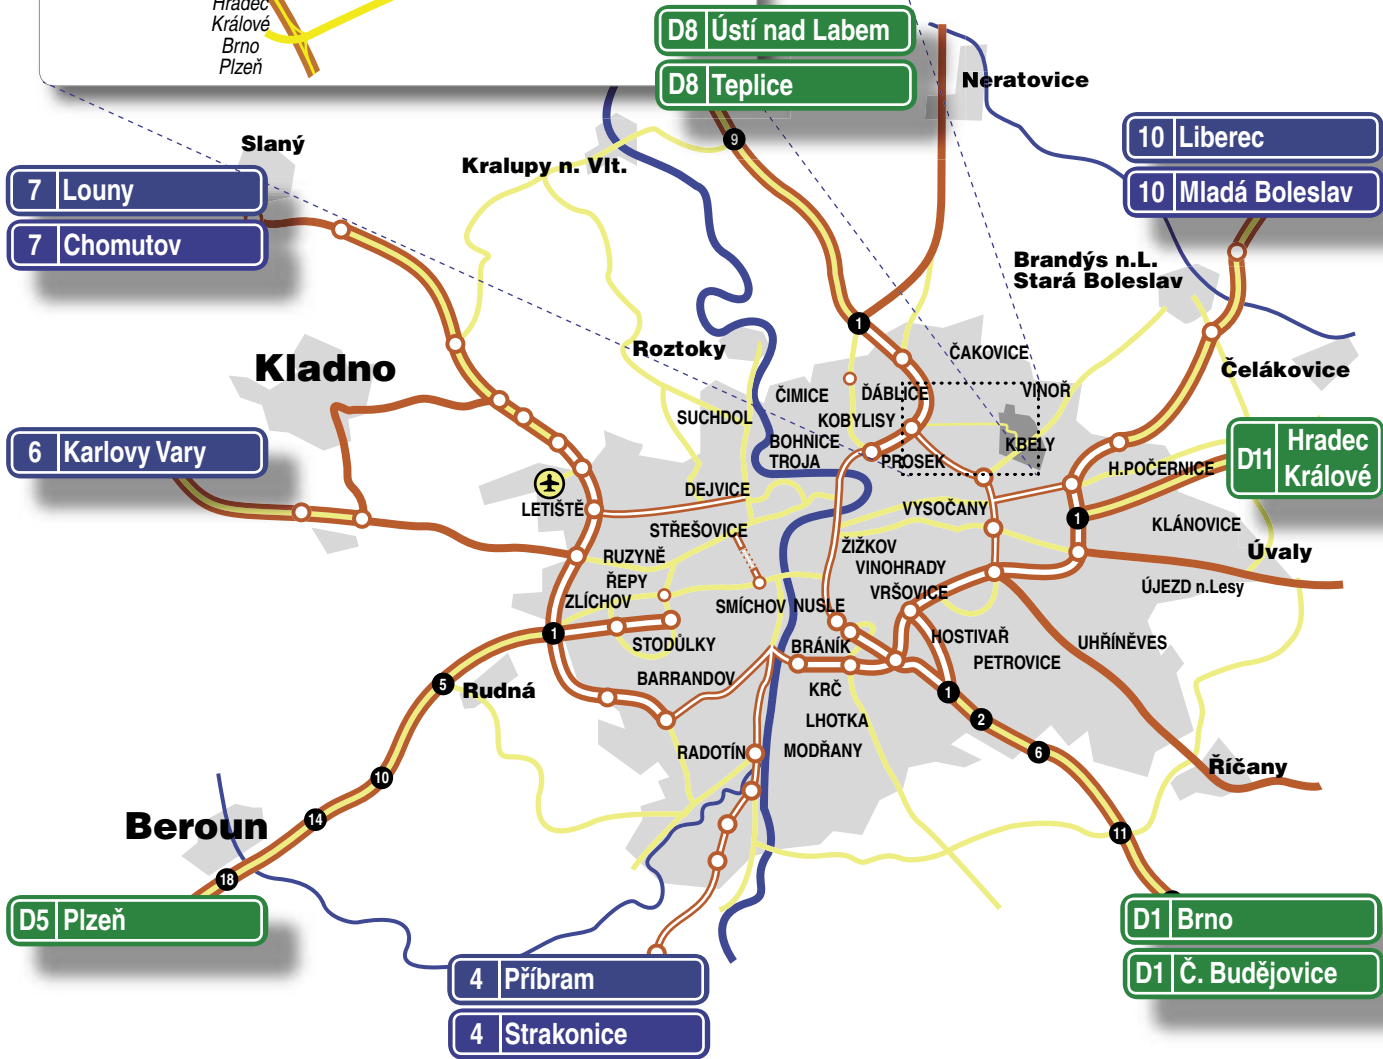 Hradec
Králové
Brno
Plzeň
D8 Ústí nad Labem
D8 Teplice
Neratovice
9
Slaný
Kralupy n. Vlt.
10 Liberec
10 Mladá Boleslav
7 Louny
7 Chomutov
Brandýs n.L.
Stará Boleslav
1
Roztoky
ČAKOVICE
Kladno
Čelákovice
ČIMICE
ĎÁBLICE
VINOŘ
SUCHDOL
KOBYLISY
BOHNICE
KBELY
TROJA
PROSEK
H.POČERNICE
D11 Hradec
Králové
6 Karlovy Vary
DEJVICE
LETIŠTĚ
VYSOČANY
1
KLÁNOVICE
STŘEŠOVICE
ŽIŽKOV
Úvaly
RUZYNĚ
VINOHRADY
ŘEPY
VRŠOVICE
ÚJEZD n.Lesy
ZLÍCHOV
SMÍCHOV
NUSLE
1
HOSTIVAŘ
UHŘÍNĚVES
STODŮLKY
BRÁNÍK
PETROVICE
BARRANDOV
5
Rudná
KRČ
1
LHOTKA
2
RADOTÍN
MODŘANY
6
Říčany
10
14
Beroun
11
18
D5 Plzeň
D1 Brno
D1 Č. Budějovice
4 Příbram
4 Strakonice